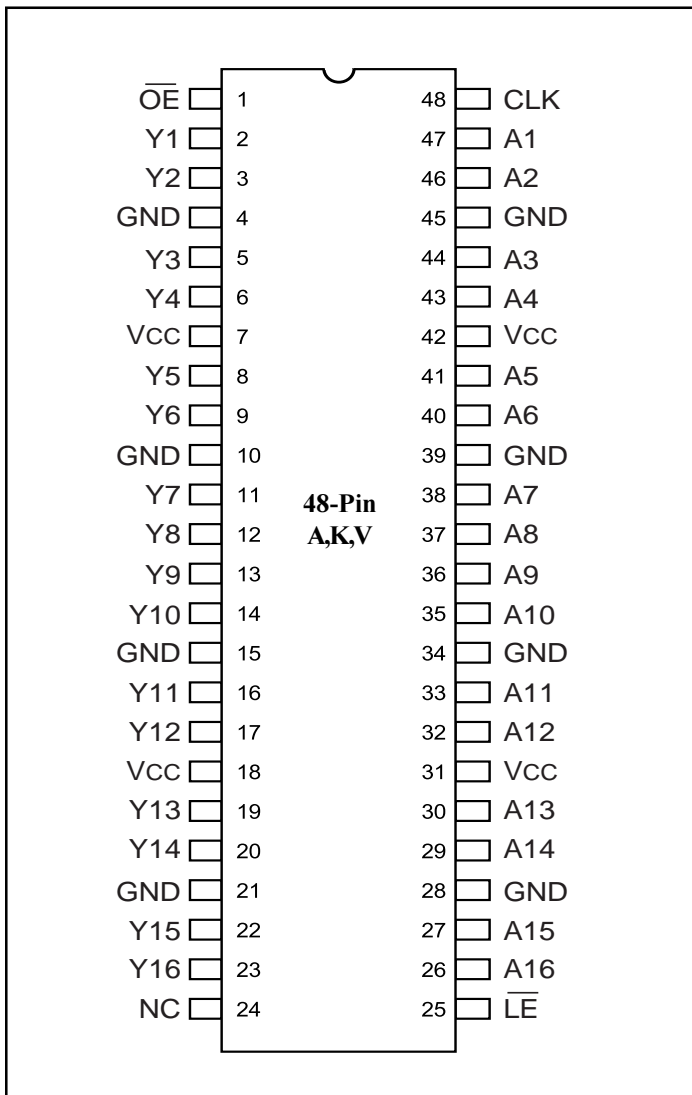 O̅E̅ 1 48 CLK
Y1 2 47 A1
Y2 3 46 A2
GND 4 45 GND
Y3 5 44 A3
Y4 6 43 A4
VCC 7 42 VCC
Y5 8 41 A5
Y6 9 40 A6
GND 10 39 GND
Y7 11 38 A7
48-Pin
Y8 12 37 A8
A,K,V
Y9 13 36 A9
Y10 14 35 A10
GND 15 34 GND
Y11 16 33 A11
Y12 17 32 A12
VCC 18 31 VCC
Y13 19 30 A13
Y14 20 29 A14
GND 21 28 GND
Y15 22 27 A15
Y16 23 26 A16
NC 24 25 L̅E̅